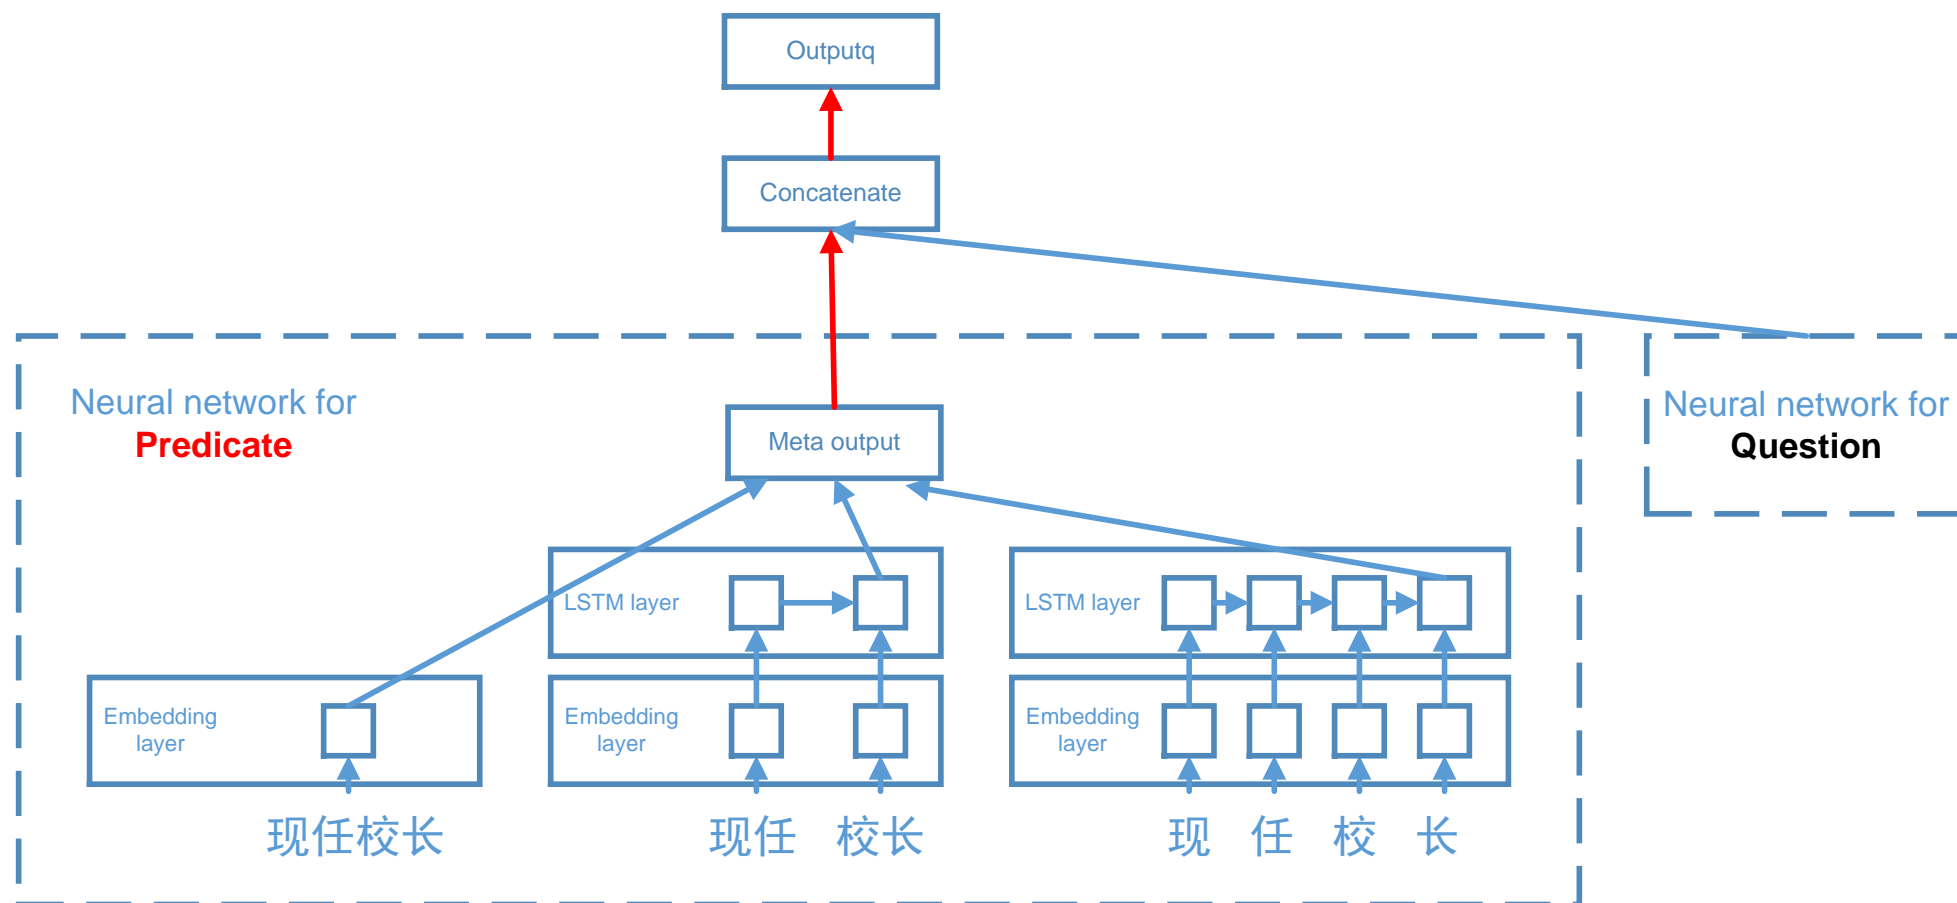 Outputq
Concatenate
Neural network for
Predicate
Neural network for
Question
Meta output
LSTM layer
LSTM layer
Embedding
layer
Embedding
layer
Embedding
layer
现任校长
现任 校长
现 任 校 长